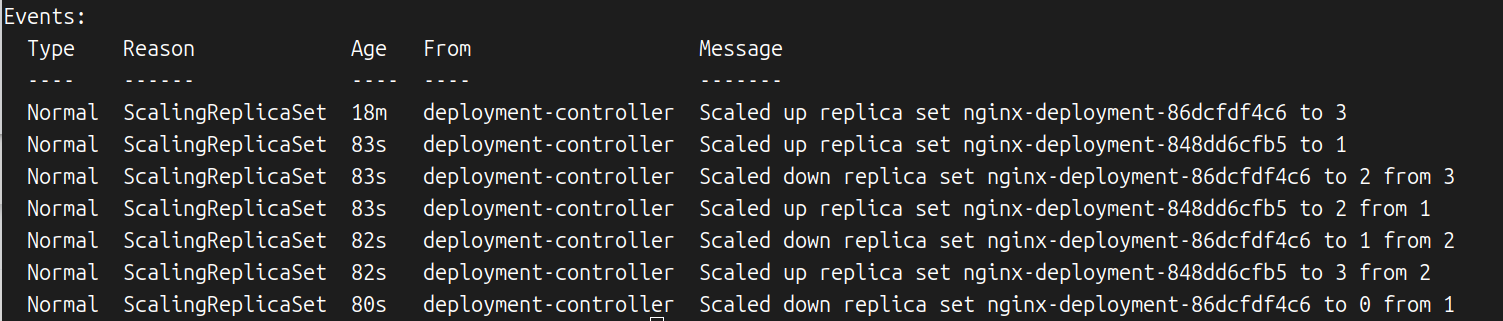 Events:
Type Reason Age From Message
---- ------ ---- ---- -------
Normal ScalingReplicaSet 18m deployment-controller Scaled up replica set nginx-deployment-86dcfdf4c6 to 3
Normal ScalingReplicaSet 83s deployment-controller Scaled up replica set nginx-deployment-848dd6cfb5 to 1
Normal ScalingReplicaSet 83s deployment-controller Scaled down replica set nginx-deployment-86dcfdf4c6 to 2 from 3
Normal ScalingReplicaSet 83s deployment-controller Scaled up replica set nginx-deployment-848dd6cfb5 to 2 from 1
Normal ScalingReplicaSet 82s deployment-controller Scaled down replica set nginx-deployment-86dcfdf4c6 to 1 from 2
Normal ScalingReplicaSet 82s deployment-controller Scaled up replica set nginx-deployment-848dd6cfb5 to 3 from 2
Normal ScalingReplicaSet 80s deployment-controller Scaled down replica set nginx-deployment-86dcfdf4c6 to 0 from 1